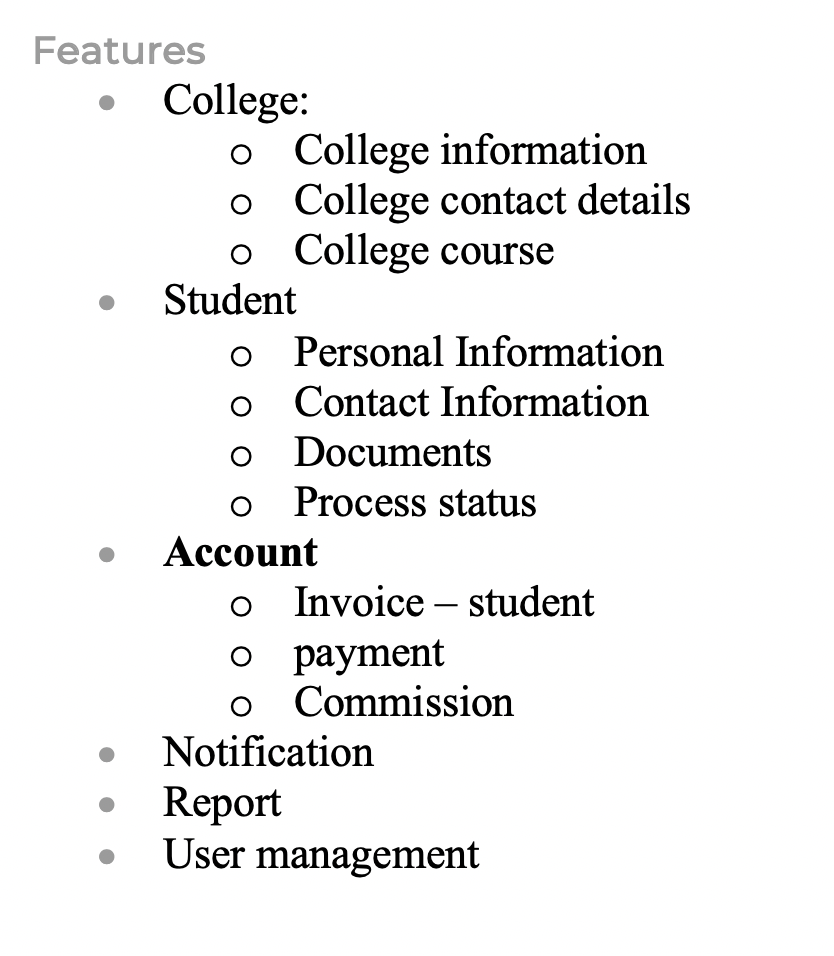 Features
• College:
o College information
o College contact details
o College course
• Student
o Personal Information
o Contact Information
o Documents
o Process status
• Account
o Invoice – student
o payment
o Commission
• Notification
• Report
• User management